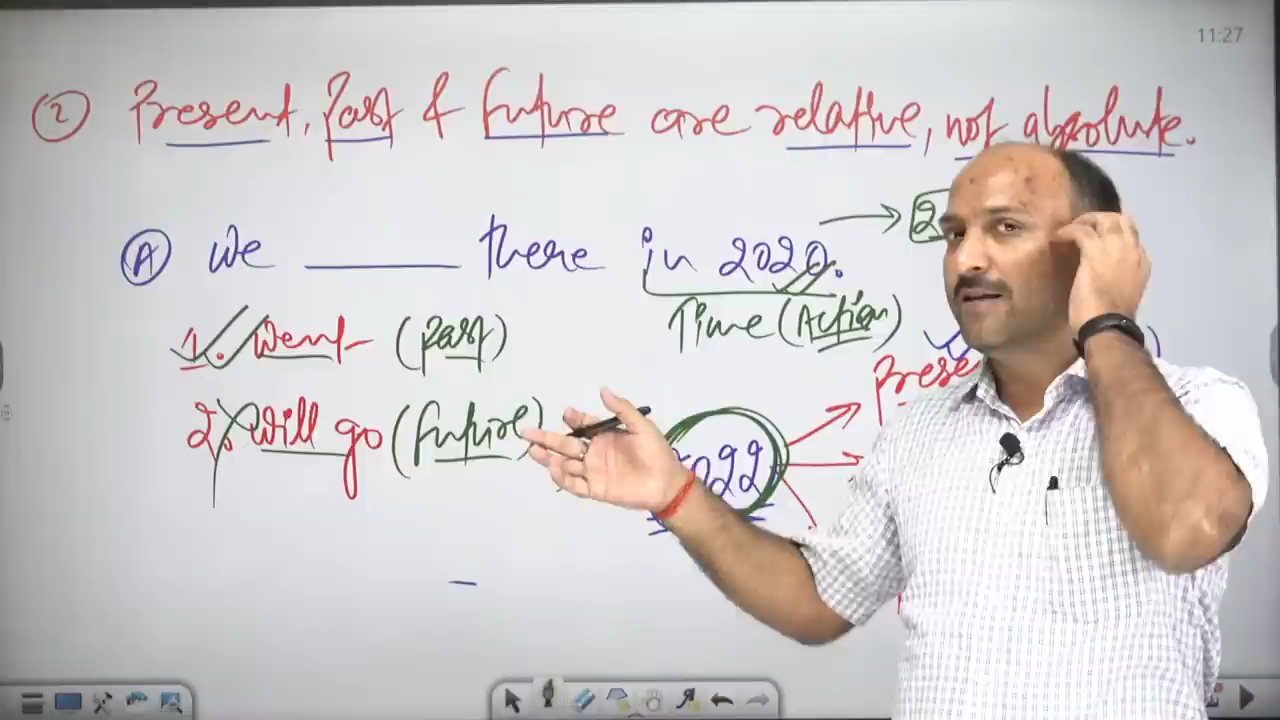 11:27
② Present, Past & Future are relative, not absolute.
Ⓐ We ______ there in 2020. →
Time (Action)
1. Went (Past)
2. will go (Future)
2022